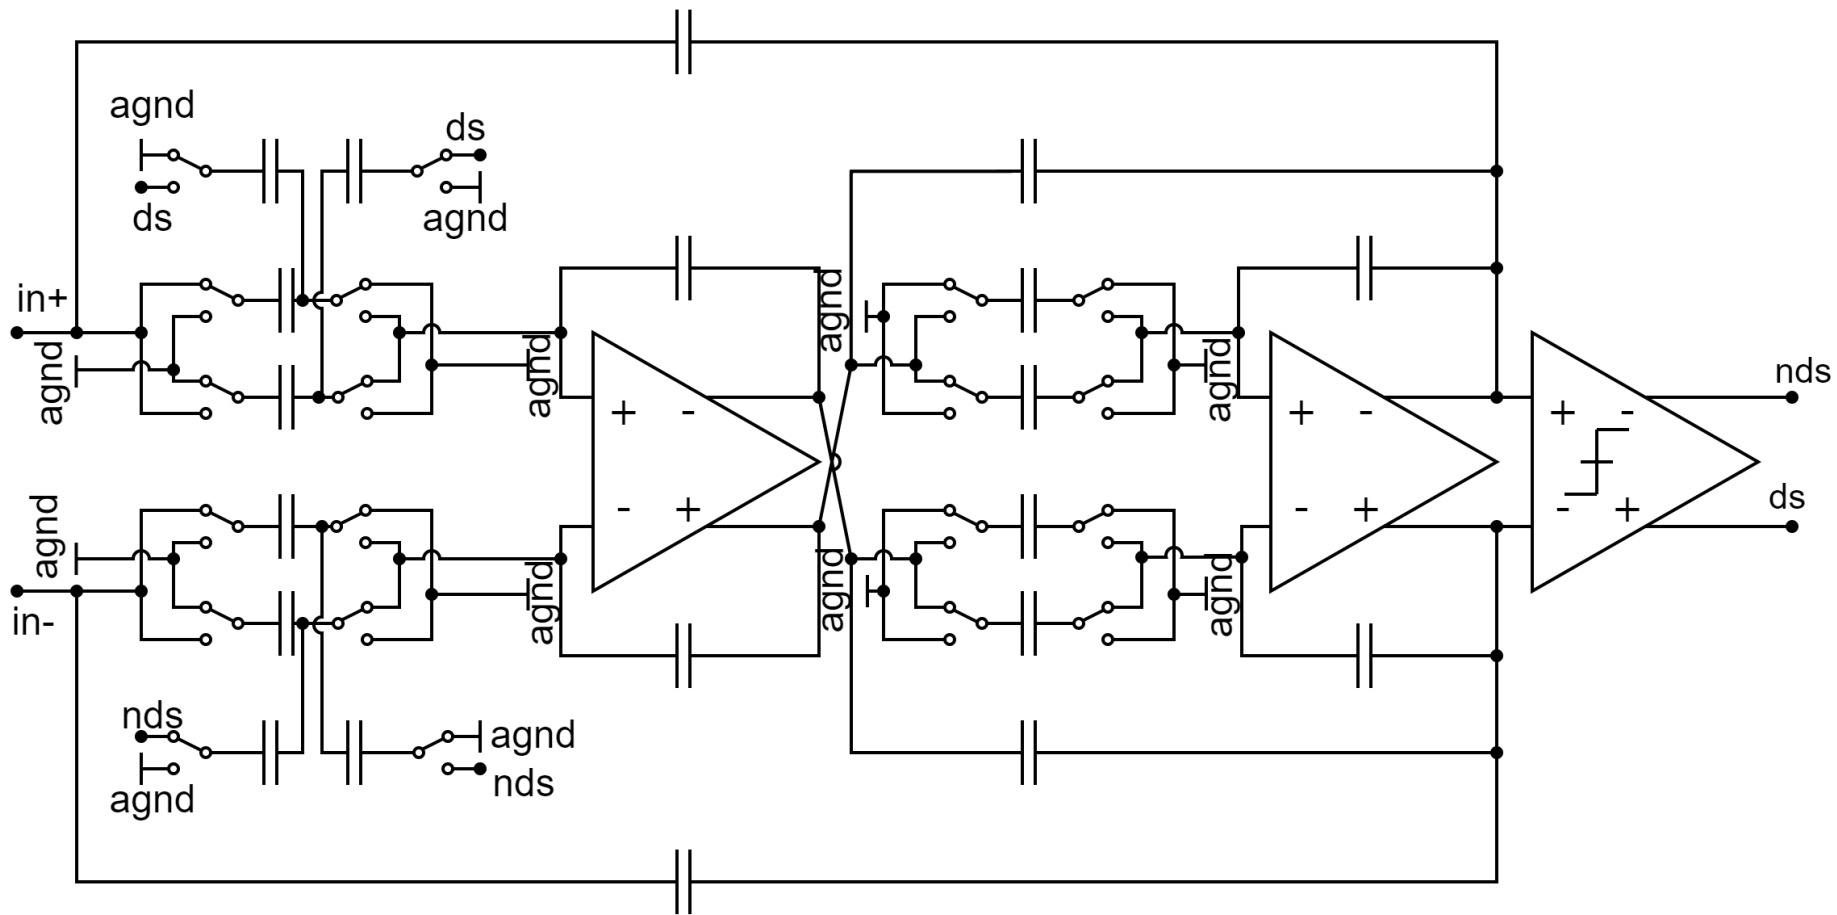 agnd
ds
ds
agnd
in+
agnd
agnd
agnd
agnd
+ -
- +
+ -
- +
+ -
- +
nds
ds
agnd
in-
agnd
agnd
agnd
nds
agnd
agnd
nds